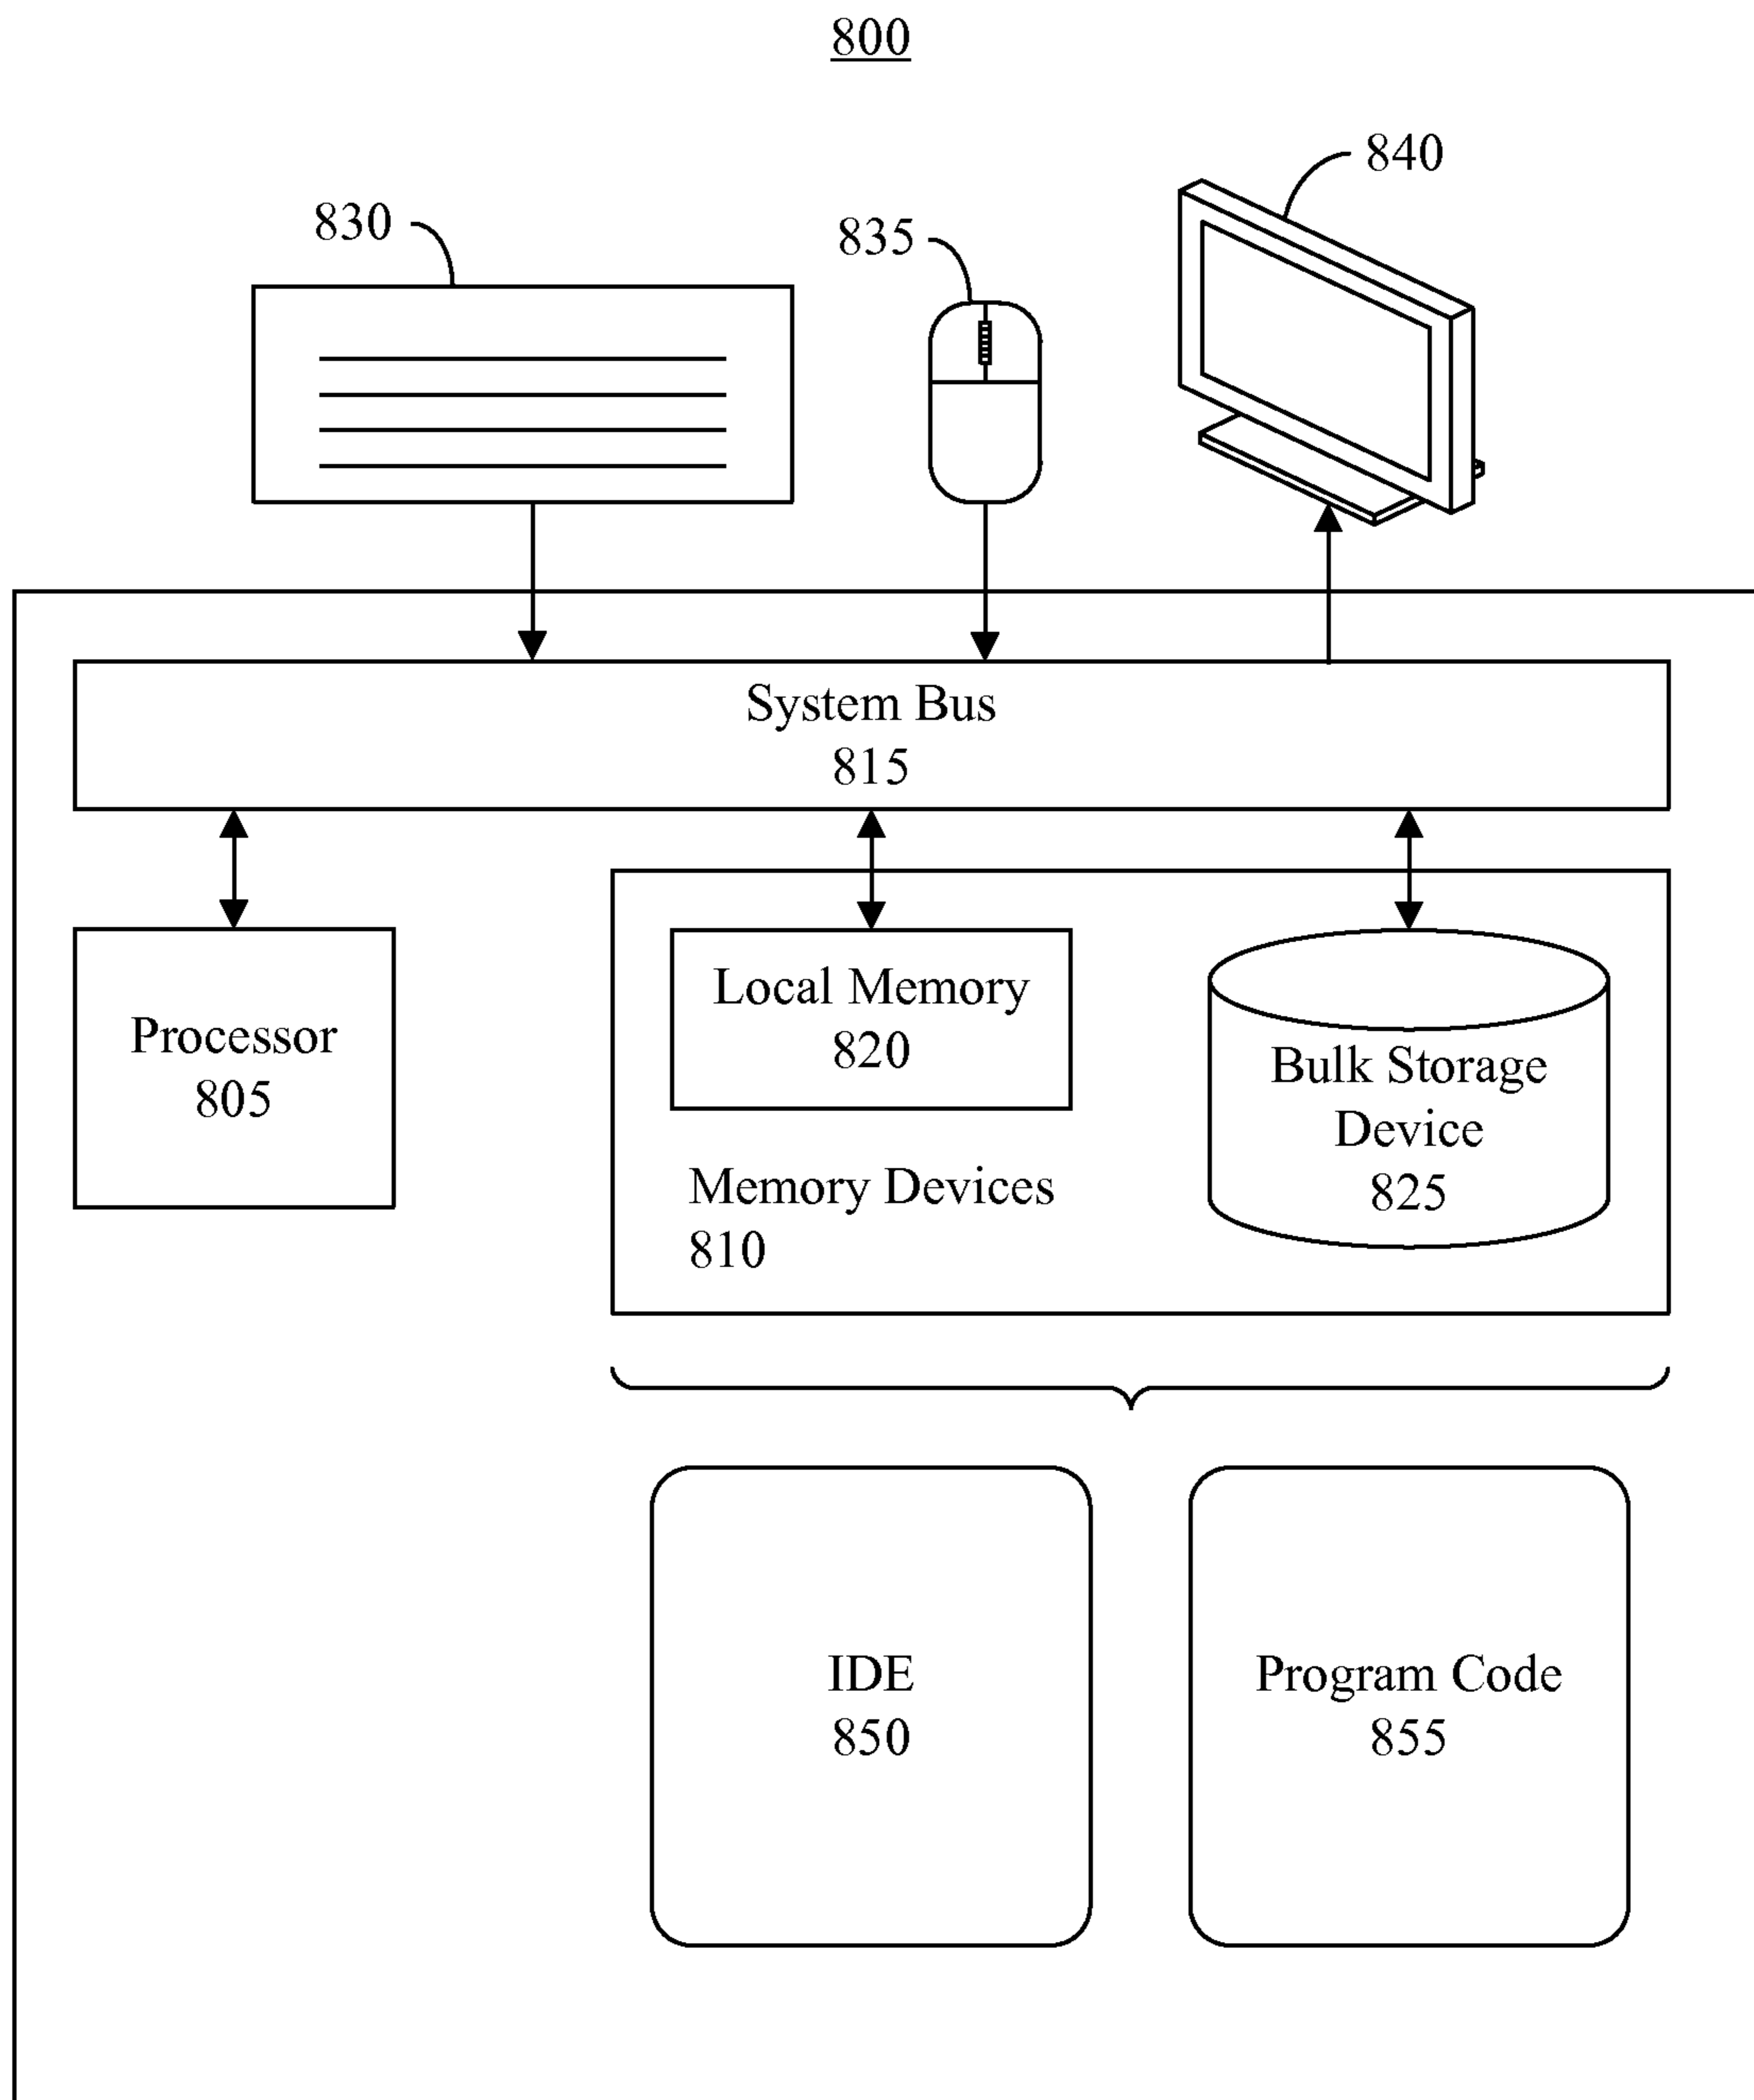 800
840
830
835
System Bus
815
Processor
805
Local Memory
820
Memory Devices
810
Bulk Storage
Device
825
IDE
850
Program Code
855